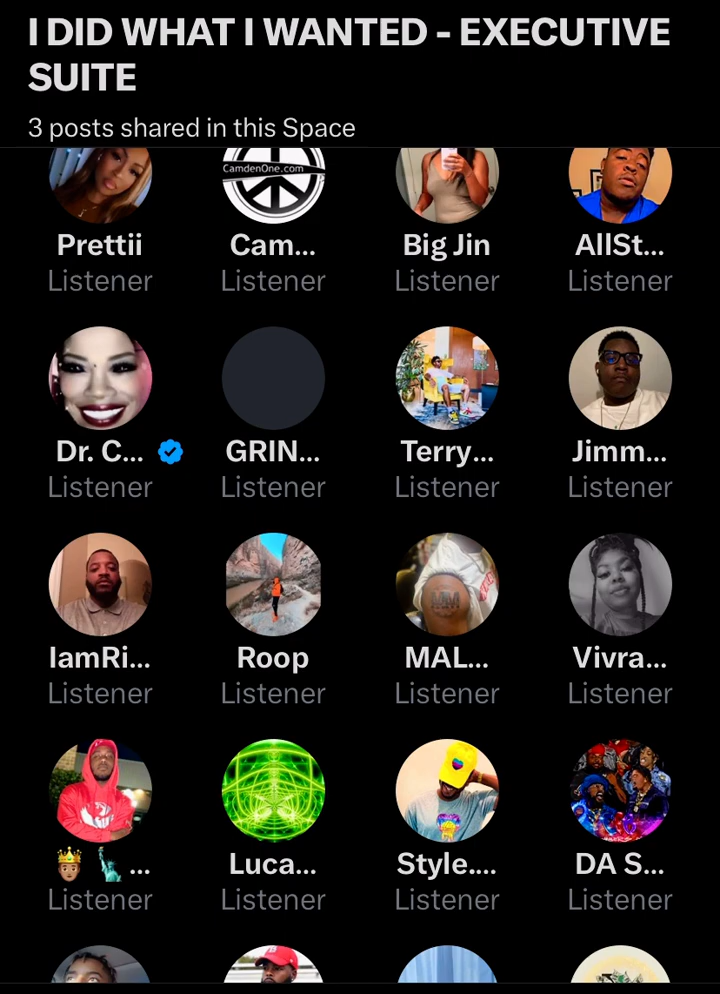 I DID WHAT I WANTED - EXECUTIVE
SUITE
3 posts shared in this Space
CamdenOne.com
Prettii Cam... Big Jin AllSt...
Listener Listener Listener Listener
Dr. C... GRIN... Terry... Jimm...
Listener Listener Listener Listener
IamRi... Roop MAL... Vivra...
Listener Listener Listener Listener
🤴🏽 🗽 ... Luca... Style.... DA S...
Listener Listener Listener Listener